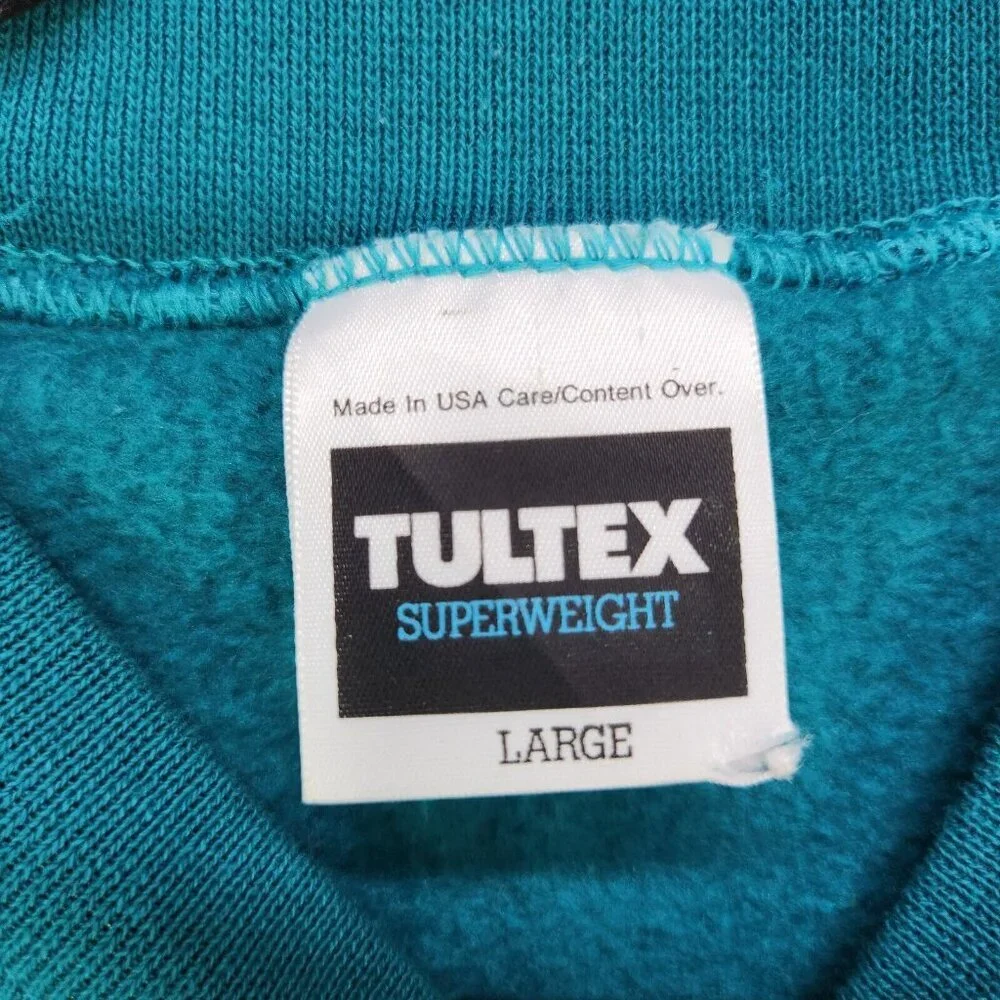 Made In USA Care/Content Over.
TULTEX
SUPERWEIGHT
LARGE